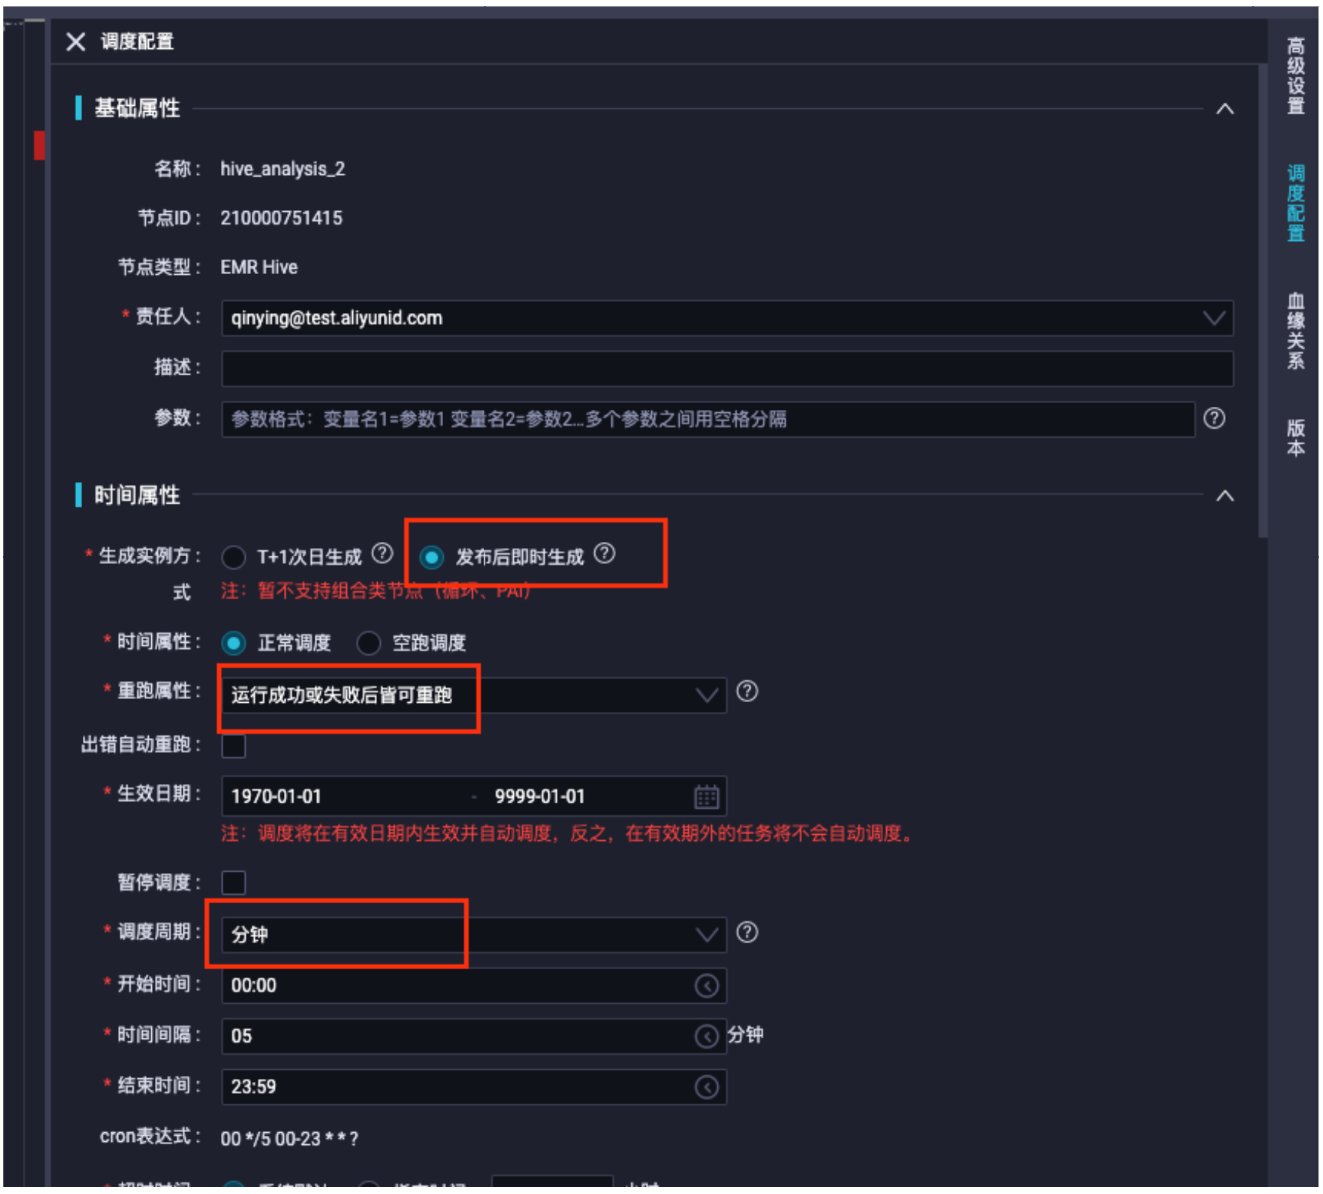 调度配置
基础属性
名称： hive_analysis_2
节点ID： 210000751415
节点类型： EMR Hive
* 责任人： qinying@test.aliyunid.com
描述：
参数： 参数格式：变量名1=参数1 变量名2=参数2...多个参数之间用空格分隔
时间属性
* 生成实例方式： T+1次日生成 发布后即时生成
注：暂不支持组合类节点（循环、PAI）
* 时间属性： 正常调度 空跑调度
* 重跑属性： 运行成功或失败后皆可重跑
出错自动重跑：
* 生效日期： 1970-01-01 - 9999-01-01
注：调度将在有效日期内生效并自动调度，反之，在有效期外的任务将不会自动调度。
暂停调度：
* 调度周期： 分钟
* 开始时间： 00:00
* 时间间隔： 05 分钟
* 结束时间： 23:59
cron表达式： 00 */5 00-23 * * ?
高级设置
调度配置
血缘关系
版本